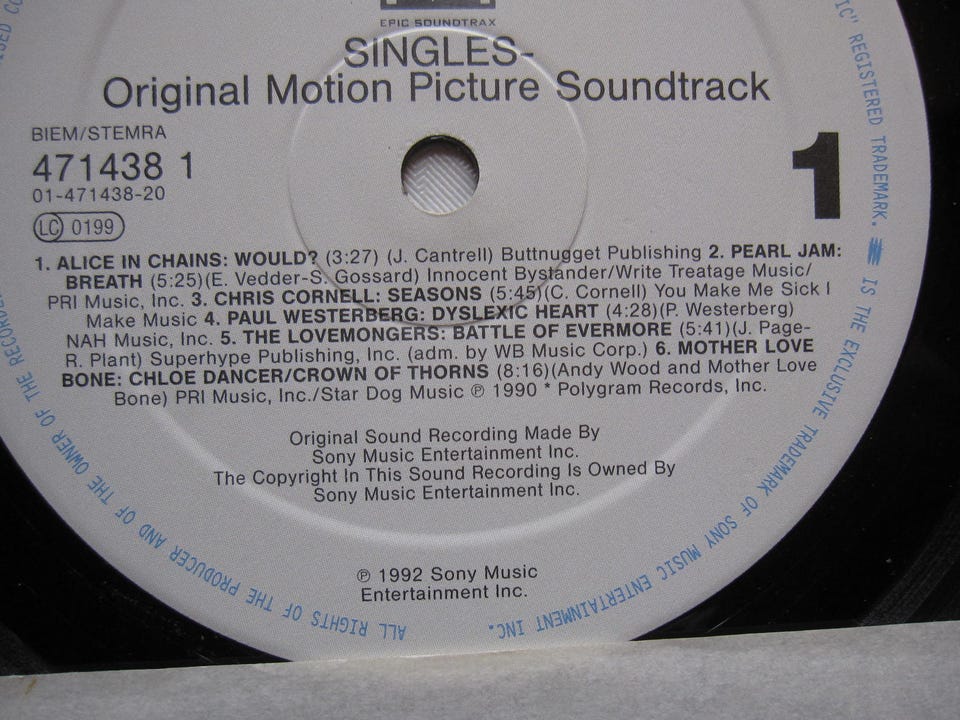 EPIC SOUNDTRAX
SINGLES-
Original Motion Picture Soundtrack
BIEM/STEMRA
471438 1
01-471438-20
LC 0199
1
1. ALICE IN CHAINS: WOULD? (3:27) (J. Cantrell) Buttnugget Publishing 2. PEARL JAM:
BREATH (5:25)(E. Vedder-S. Gossard) Innocent Bystander/Write Treatage Music/
PRI Music, Inc. 3. CHRIS CORNELL: SEASONS (5:45)(C. Cornell) You Make Me Sick I
Make Music 4. PAUL WESTERBERG: DYSLEXIC HEART (4:28)(P. Westerberg)
NAH Music, Inc. 5. THE LOVEMONGERS: BATTLE OF EVERMORE (5:41)(J. Page-
R. Plant) Superhype Publishing, Inc. (adm. by WB Music Corp.) 6. MOTHER LOVE
BONE: CHLOE DANCER/CROWN OF THORNS (8:16)(Andy Wood and Mother Love
Bone) PRI Music, Inc./Star Dog Music ℗ 1990 * Polygram Records, Inc.
Original Sound Recording Made By
Sony Music Entertainment Inc.
The Copyright In This Sound Recording Is Owned By
Sony Music Entertainment Inc.
℗ 1992 Sony Music
Entertainment Inc.
" REGISTERED TRADEMARK. IS THE EXCLUSIVE TRADEMARK OF SONY MUSIC ENTERTAINMENT INC.
ALL RIGHTS OF THE PRODUCER AND OF THE OWNER OF THE